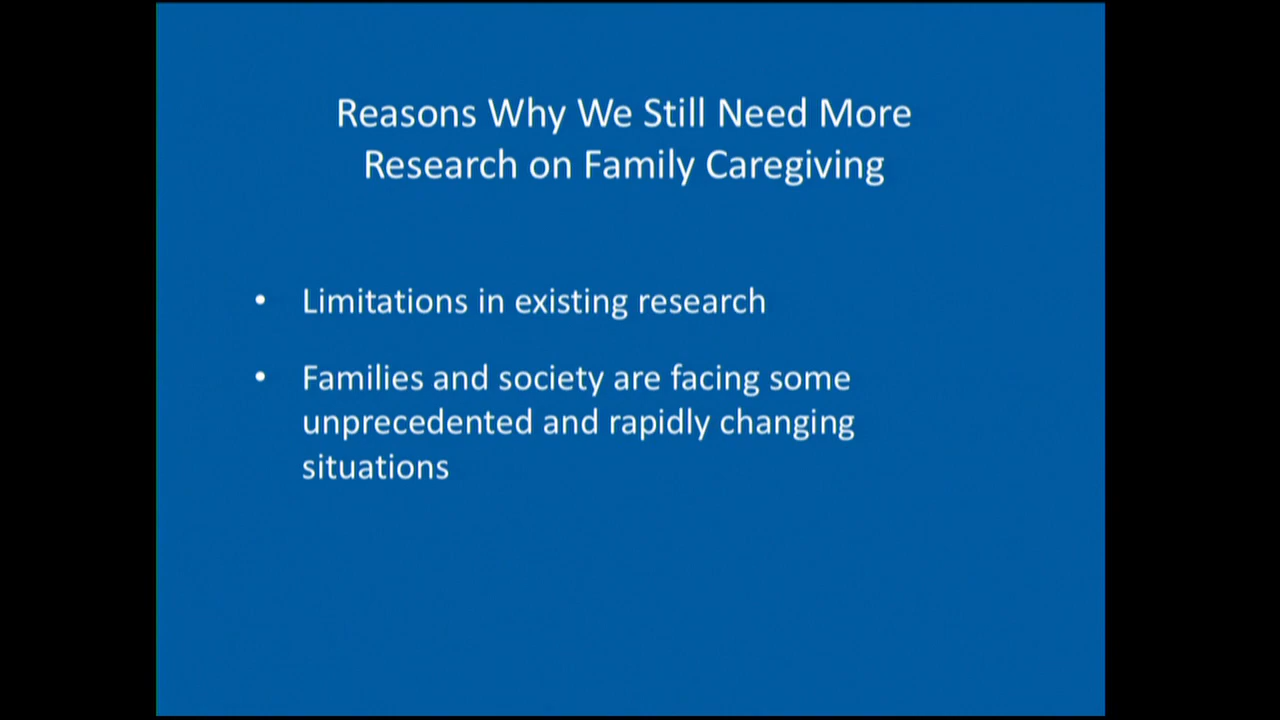 Reasons Why We Still Need More
Research on Family Caregiving
• Limitations in existing research
• Families and society are facing some
unprecedented and rapidly changing
situations